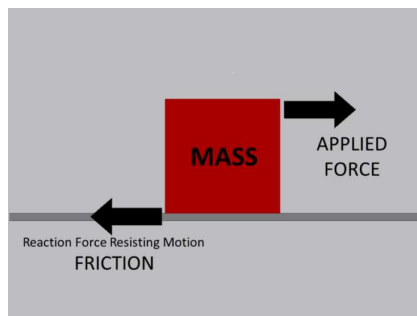 MASS
APPLIED
FORCE
Reaction Force Resisting Motion
FRICTION